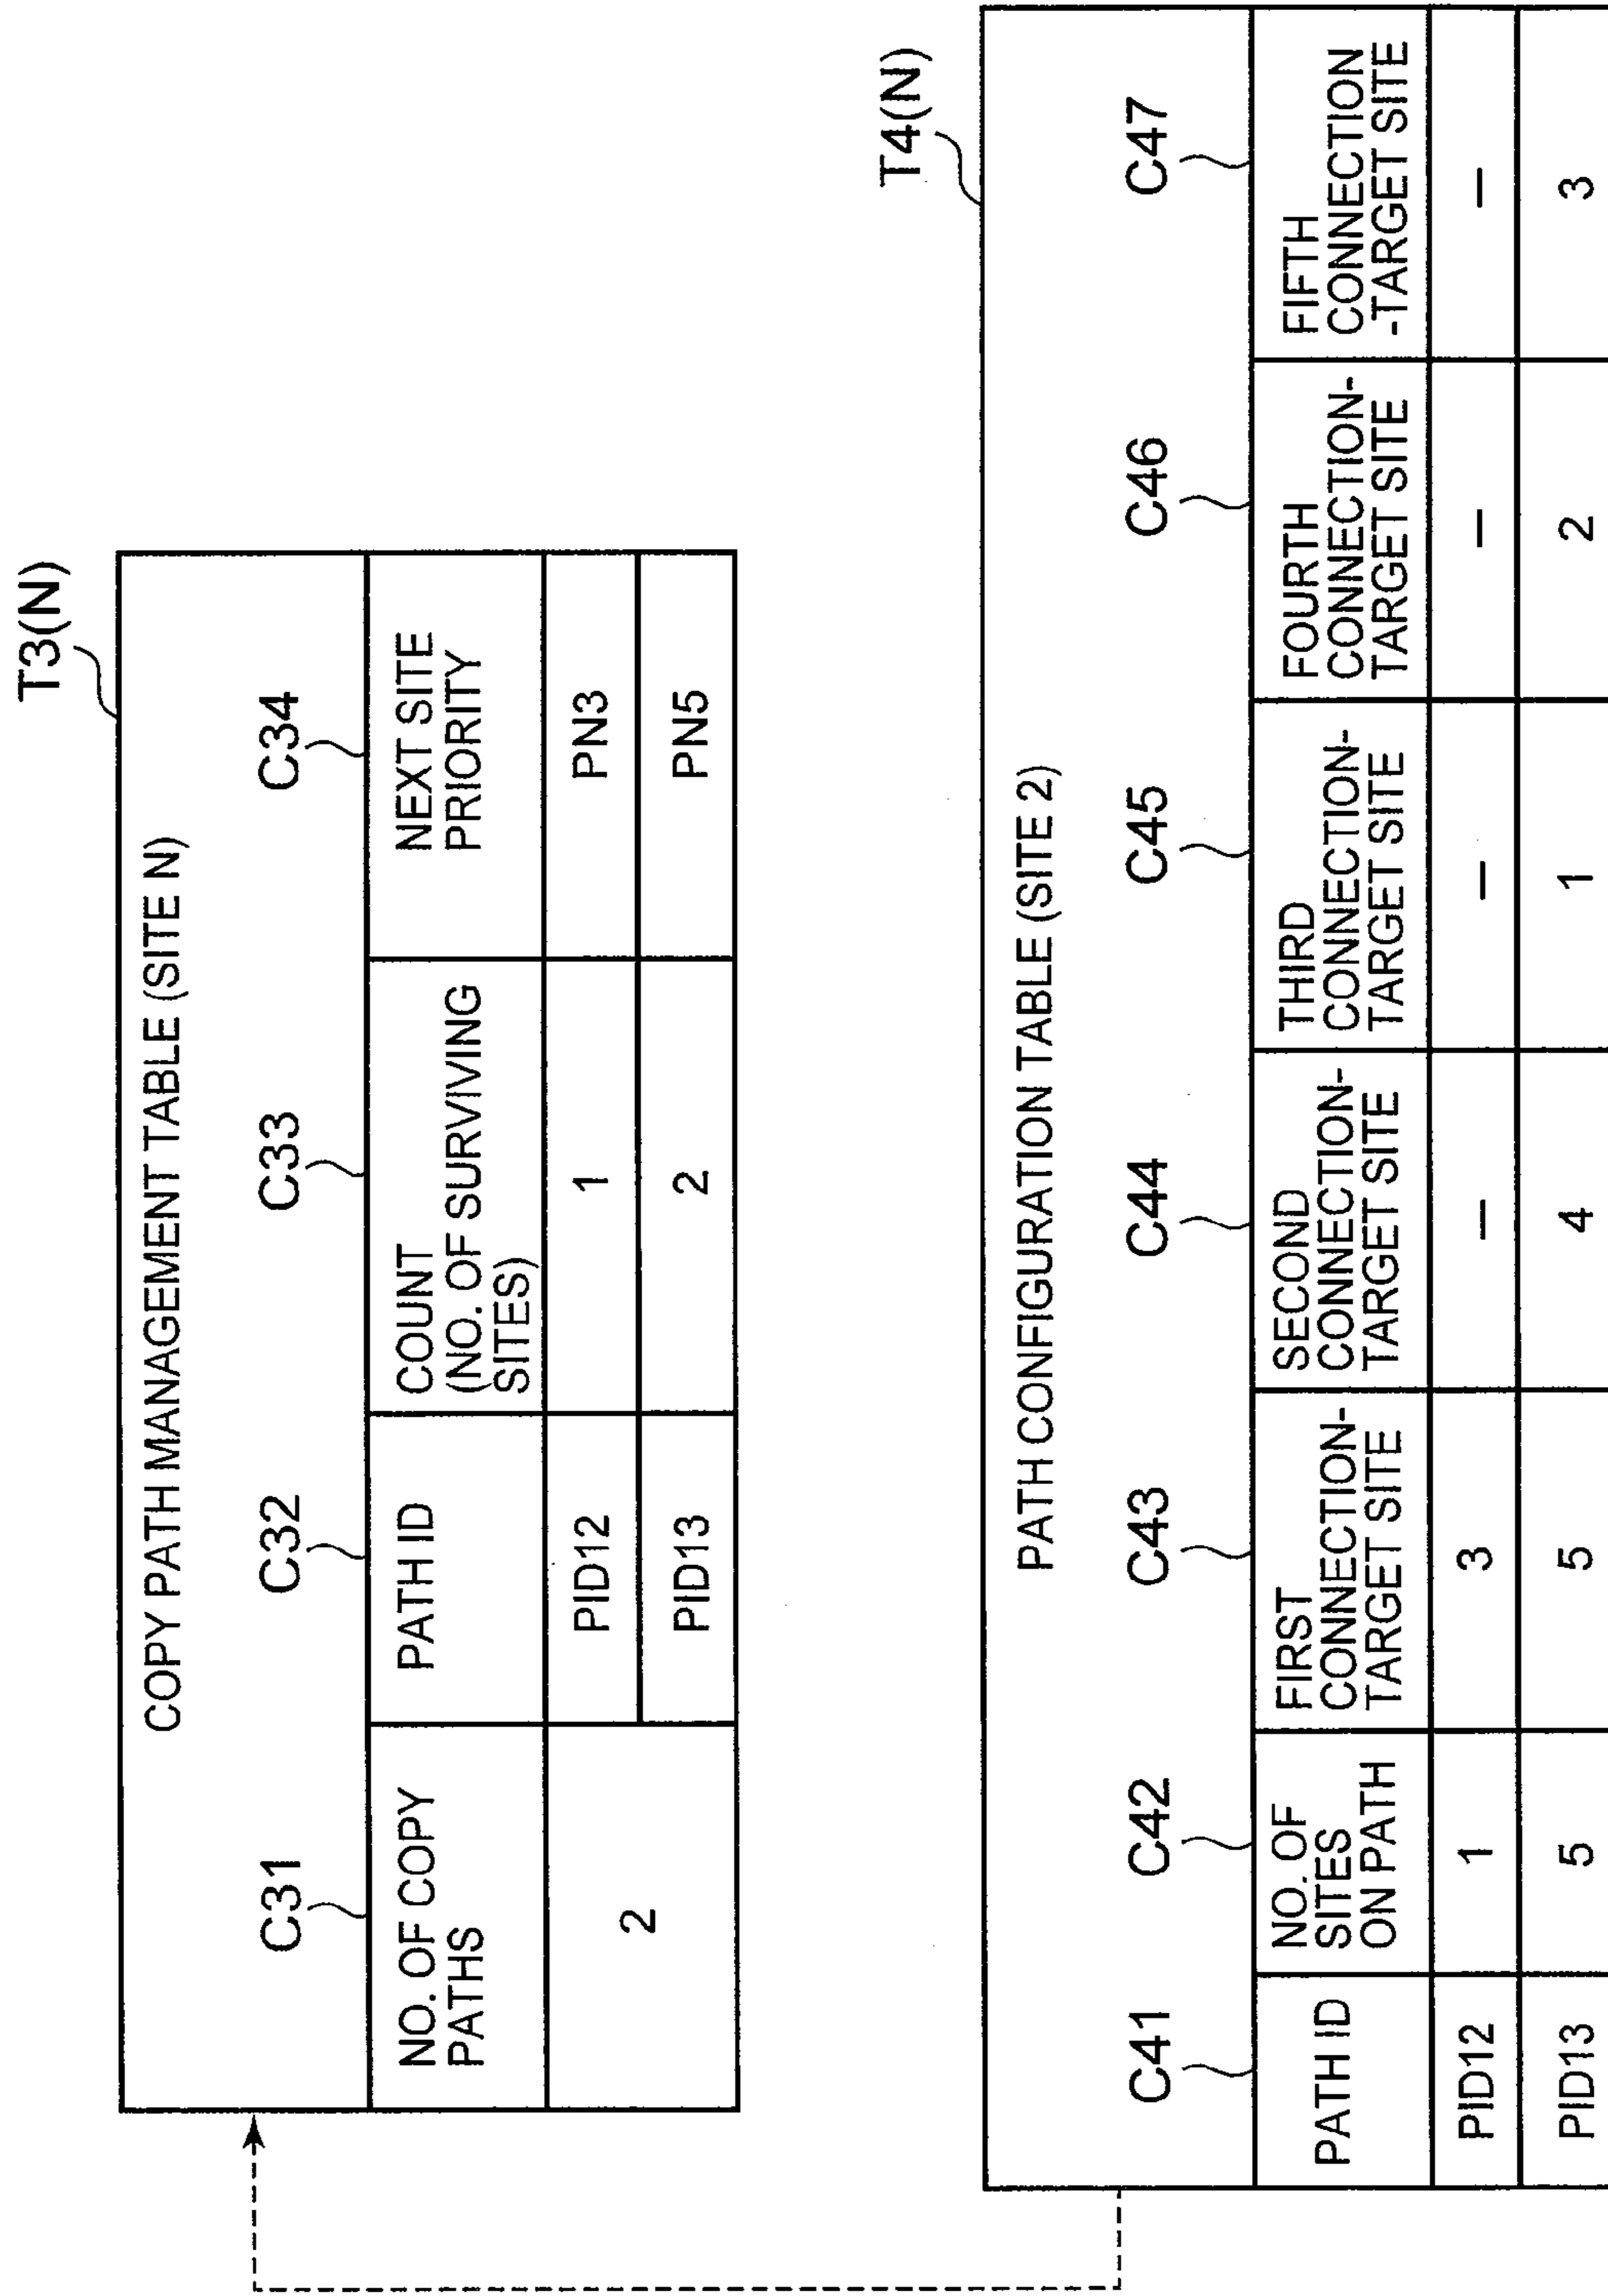 T3(N)
COPY PATH MANAGEMENT TABLE (SITE N)
C31 C32 C33 C34
NO. OF COPY PATHS | PATH ID | COUNT (NO. OF SURVIVING SITES) | NEXT SITE PRIORITY
2 | PID12 | 1 | PN3
PID13 | 2 | PN5
T4(N)
PATH CONFIGURATION TABLE (SITE 2)
C41 C42 C43 C44 C45 C46 C47
PATH ID | NO. OF SITES ON PATH | FIRST CONNECTION-TARGET SITE | SECOND CONNECTION-TARGET SITE | THIRD CONNECTION-TARGET SITE | FOURTH CONNECTION-TARGET SITE | FIFTH CONNECTION-TARGET SITE
PID12 | 1 | 3 | – | – | – | –
PID13 | 5 | 5 | 4 | 1 | 2 | 3